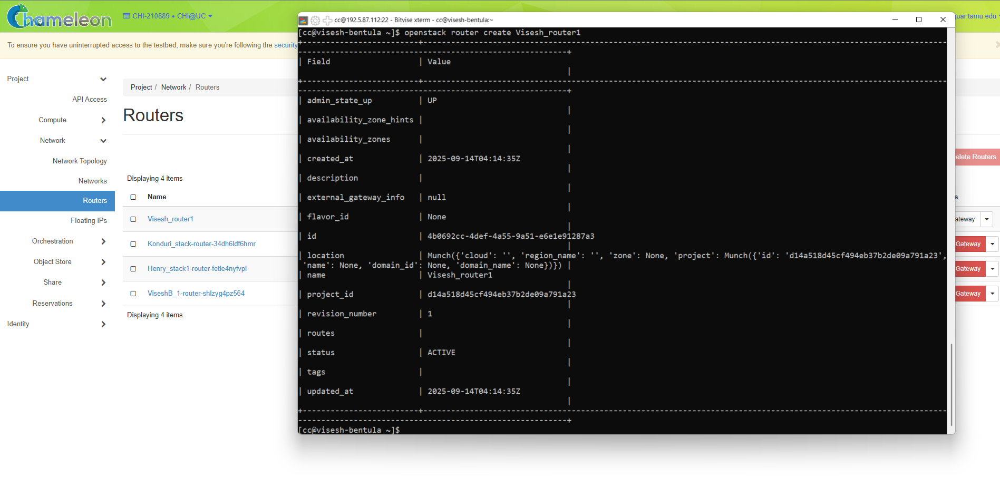 Chameleon
CHI-210889 • CHI@UC
guar.tamu.edu
To ensure you have uninterrupted access to the testbed, make sure you're following the security
Project
API Access
Compute
Network
Network Topology
Networks
Routers
Floating IPs
Orchestration
Object Store
Share
Reservations
Identity
Project / Network / Routers
Routers
elete Routers
Displaying 4 items
Name
s
Visesh_router1
ateway
Konduri_stack-router-34dh6ldf6hmr
Gateway
Henry_stack1-router-fetle4nyfvpi
Gateway
ViseshB_1-router-shlzyg4pz564
Gateway
Displaying 4 items
cc@192.5.87.112:22 - Bitvise xterm - cc@visesh-bentula:~
[cc@visesh-bentula ~]$ openstack router create Visesh_router1
| Field | Value |
| admin_state_up | UP |
| availability_zone_hints | |
| availability_zones | |
| created_at | 2025-09-14T04:14:35Z |
| description | |
| external_gateway_info | null |
| flavor_id | None |
| id | 4b0692cc-4def-4a55-9a51-e6e1e91287a3 |
| location | Munch({'cloud': '', 'region_name': '', 'zone': None, 'project': Munch({'id': 'd14a518d45cf494eb37b2de09a791a23',
'name': None, 'domain_id': None, 'domain_name': None})}) |
| name | Visesh_router1 |
| project_id | d14a518d45cf494eb37b2de09a791a23 |
| revision_number | 1 |
| routes | |
| status | ACTIVE |
| tags | |
| updated_at | 2025-09-14T04:14:35Z |
[cc@visesh-bentula ~]$